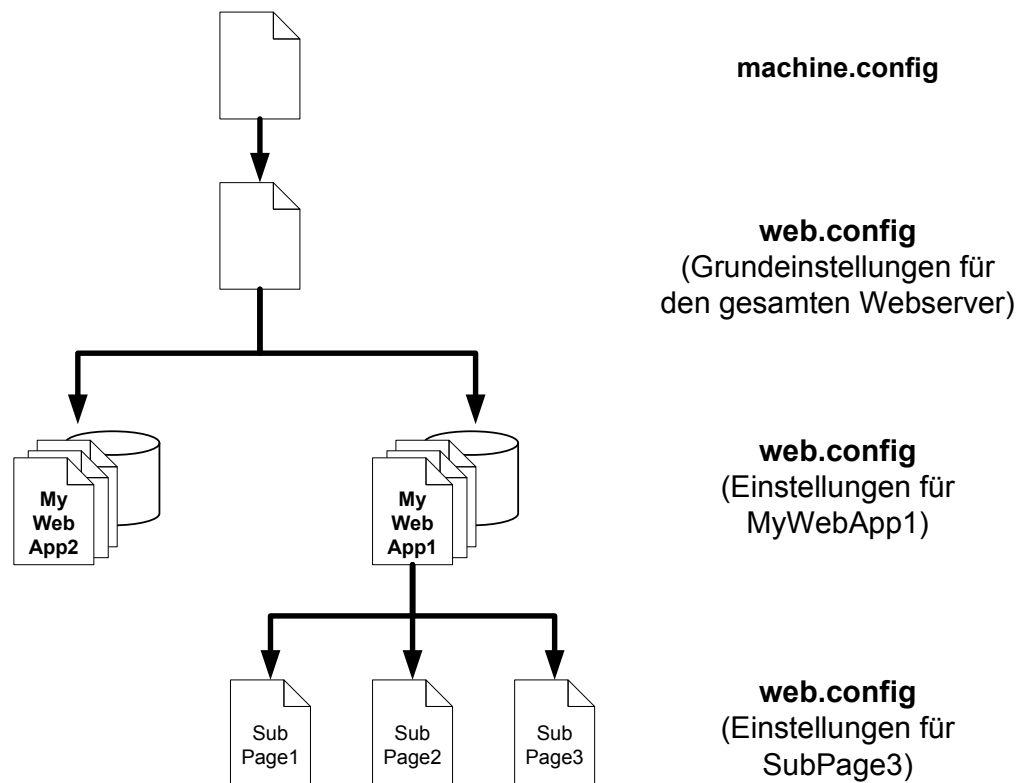 machine.config
web.config
(Grundeinstellungen für
den gesamten Webserver)
My
Web
App2
My
Web
App1
web.config
(Einstellungen für
MyWebApp1)
Sub
Page1
Sub
Page2
Sub
Page3
web.config
(Einstellungen für
SubPage3)